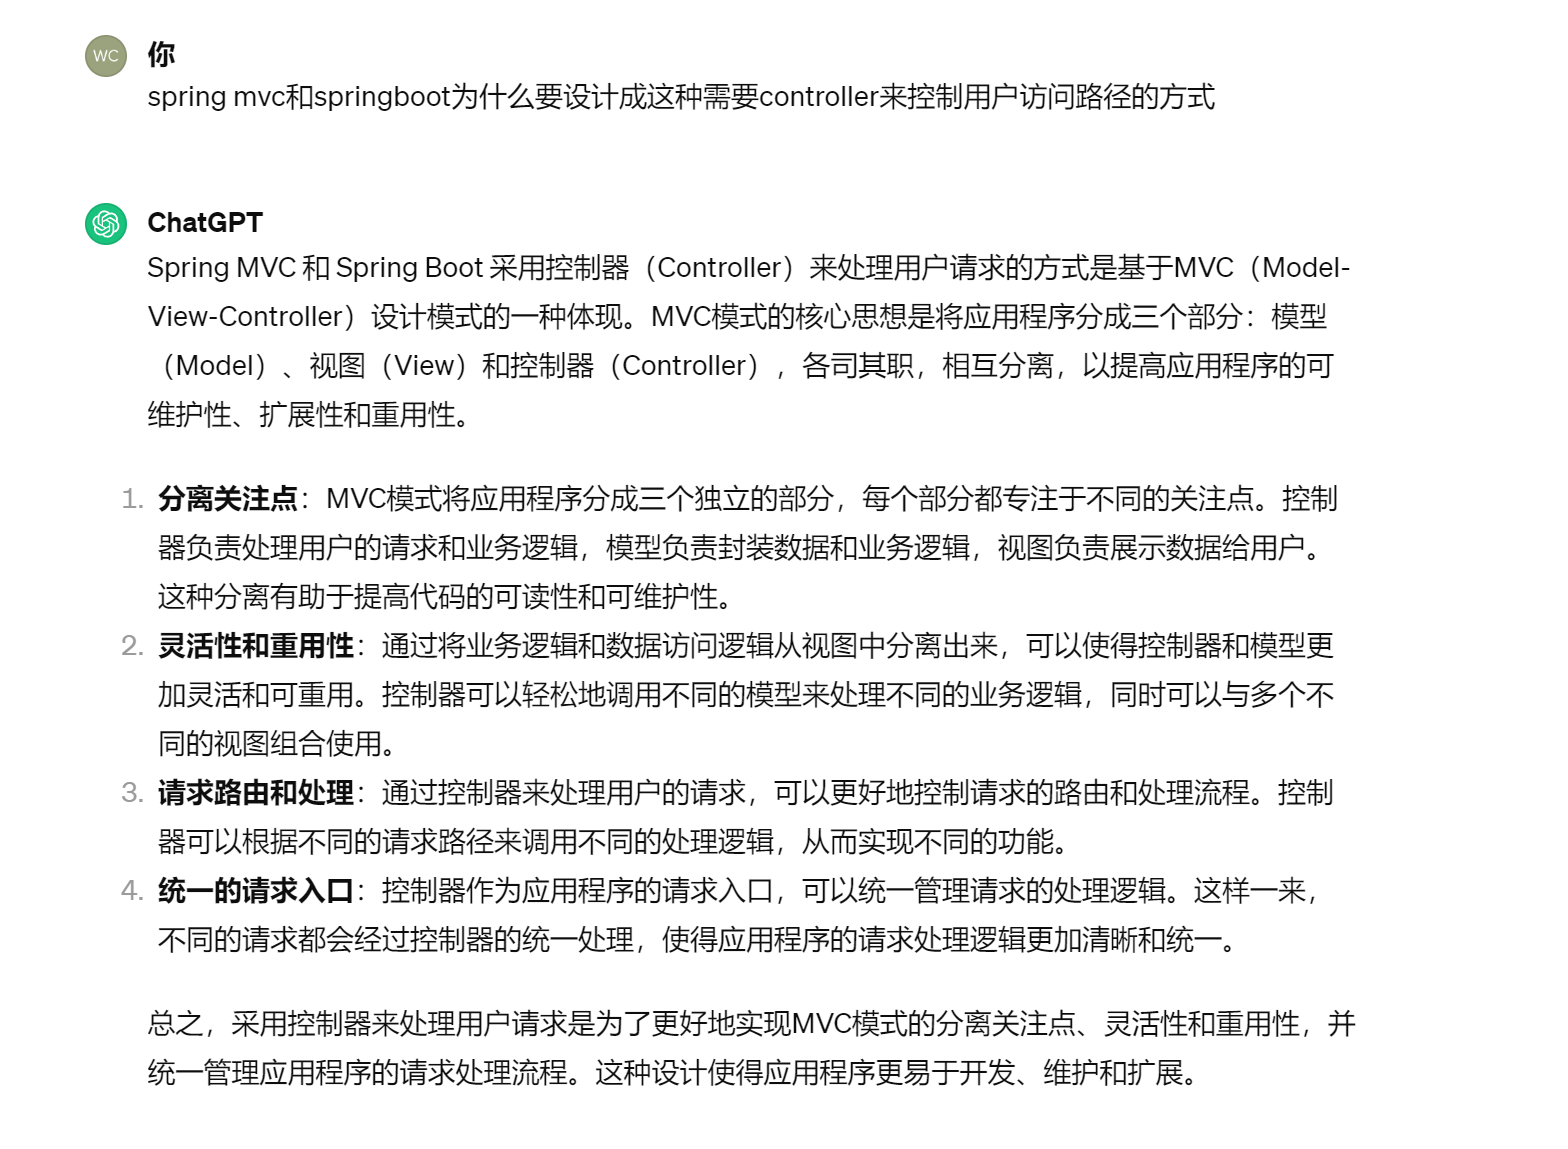 WC
你
spring mvc和springboot为什么要设计成这种需要controller来控制用户访问路径的方式
ChatGPT
Spring MVC 和 Spring Boot 采用控制器（Controller）来处理用户请求的方式是基于MVC（Model-
View-Controller）设计模式的一种体现。MVC模式的核心思想是将应用程序分成三个部分：模型
（Model）、视图（View）和控制器（Controller），各司其职，相互分离，以提高应用程序的可
维护性、扩展性和重用性。
1. 分离关注点：MVC模式将应用程序分成三个独立的部分，每个部分都专注于不同的关注点。控制
器负责处理用户的请求和业务逻辑，模型负责封装数据和业务逻辑，视图负责展示数据给用户。
这种分离有助于提高代码的可读性和可维护性。
2. 灵活性和重用性：通过将业务逻辑和数据访问逻辑从视图中分离出来，可以使得控制器和模型更
加灵活和可重用。控制器可以轻松地调用不同的模型来处理不同的业务逻辑，同时可以与多个不
同的视图组合使用。
3. 请求路由和处理：通过控制器来处理用户的请求，可以更好地控制请求的路由和处理流程。控制
器可以根据不同的请求路径来调用不同的处理逻辑，从而实现不同的功能。
4. 统一的请求入口：控制器作为应用程序的请求入口，可以统一管理请求的处理逻辑。这样一来，
不同的请求都会经过控制器的统一处理，使得应用程序的请求处理逻辑更加清晰和统一。
总之，采用控制器来处理用户请求是为了更好地实现MVC模式的分离关注点、灵活性和重用性，并
统一管理应用程序的请求处理流程。这种设计使得应用程序更易于开发、维护和扩展。